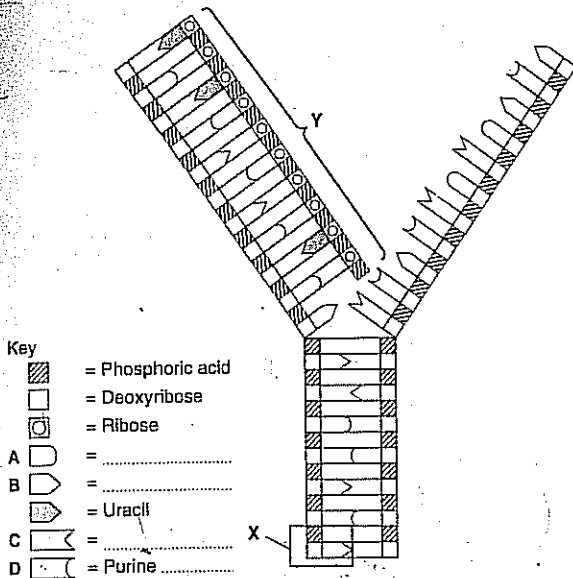 Y
Key
= Phosphoric acid
= Deoxyribose
= Ribose
A = ....................
B = ....................
= Uracil
C = ....................
D = Purine ....................
X